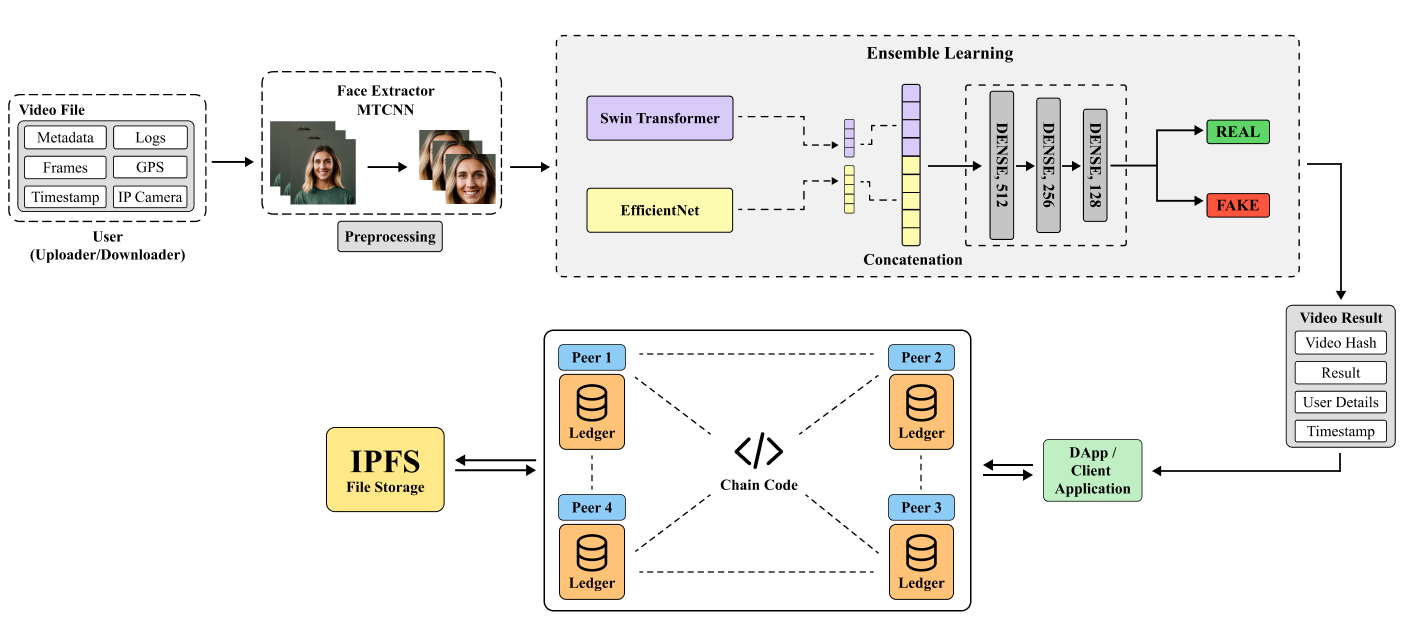 Ensemble Learning
Video File
Metadata
Logs
Frames
GPS
Timestamp
IP Camera
User
(Uploader/Downloader)
Face Extractor
MTCNN
Preprocessing
Swin Transformer
EfficientNet
Concatenation
DENSE, 512
DENSE, 256
DENSE, 128
REAL
FAKE
Video Result
Video Hash
Result
User Details
Timestamp
DApp /
Client
Application
Peer 1
Ledger
Peer 2
Ledger
</>
Chain Code
Peer 4
Ledger
Peer 3
Ledger
IPFS
File Storage